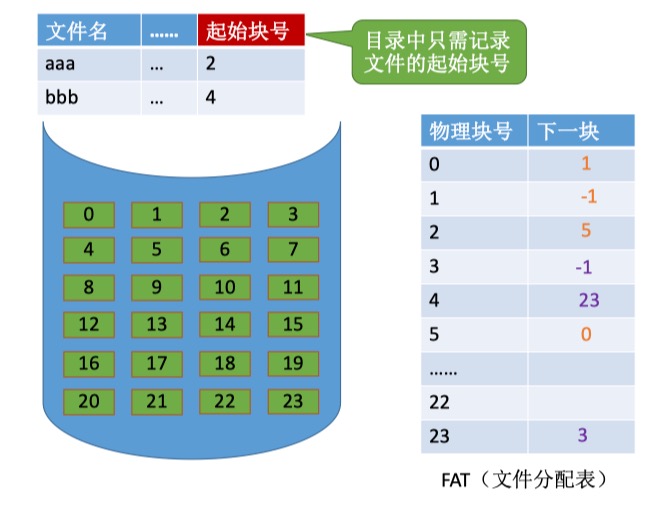 文件名 …… 起始块号
aaa … 2
bbb … 4
目录中只需记录
文件的起始块号
0 1 2 3
4 5 6 7
8 9 10 11
12 13 14 15
16 17 18 19
20 21 22 23
物理块号 下一块
0 1
1 -1
2 5
3 -1
4 23
5 0
……
22
23 3
FAT（文件分配表）